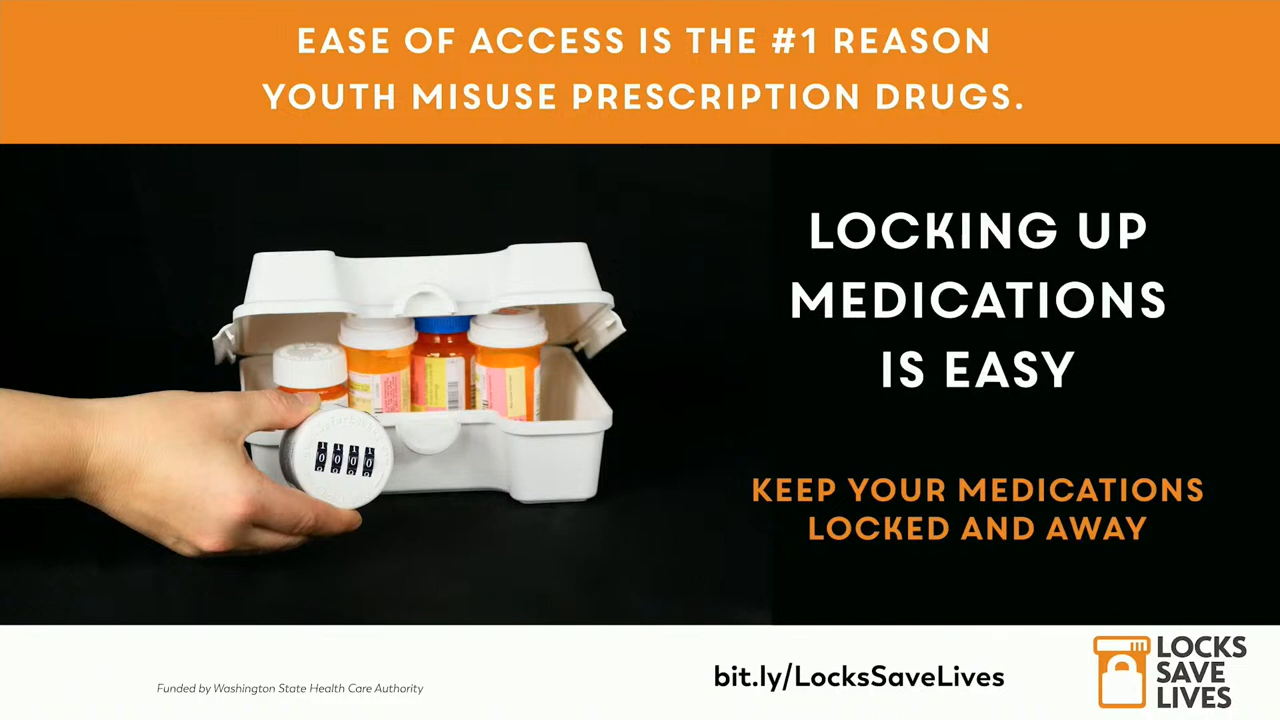 EASE OF ACCESS IS THE #1 REASON
YOUTH MISUSE PRESCRIPTION DRUGS.
LOCKING UP
MEDICATIONS
IS EASY
KEEP YOUR MEDICATIONS
LOCKED AND AWAY
Funded by Washington State Health Care Authority
bit.ly/LocksSaveLives
LOCKS
SAVE
LIVES